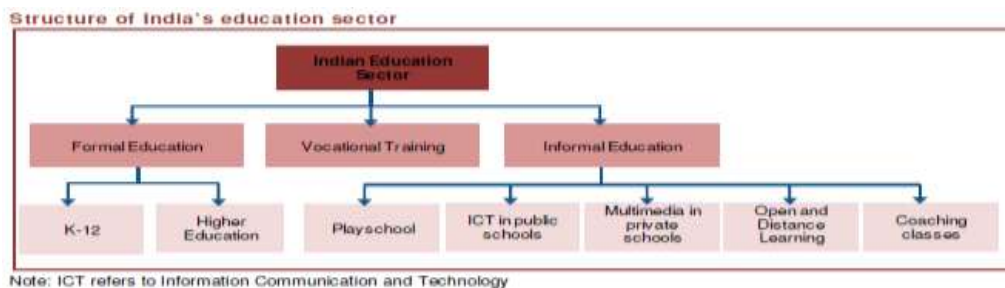 Structure of India's education sector
Indian Education
Sector
Formal Education
Vocational Training
Informal Education
K-12
Higher
Education
Playschool
ICT in public
schools
Multimedia in
private
schools
Open and
Distance
Learning
Coaching
classes
Note: ICT refers to Information Communication and Technology